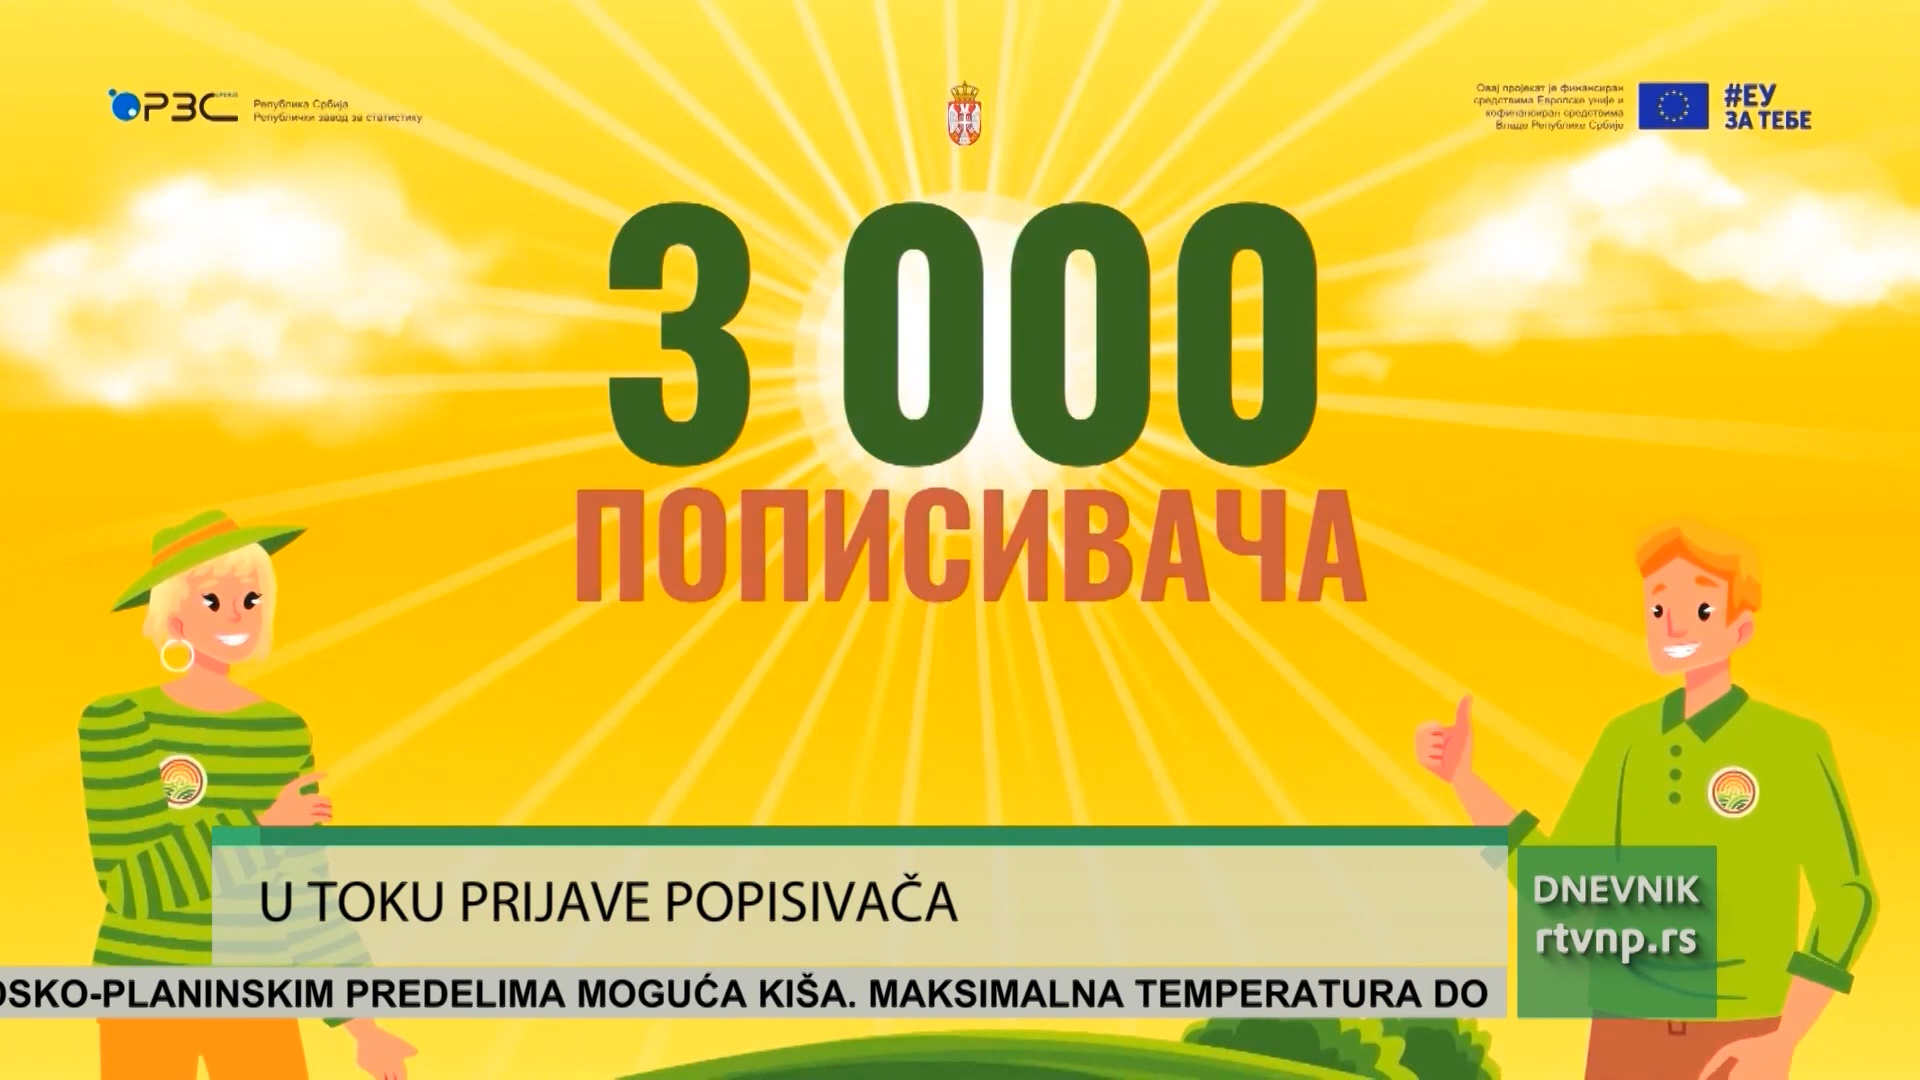 РЗС
Република Србија
Републички завод за статистику
Овај пројекат је финансиран
средствима Европске уније и
кофинансиран средствима
Владе Републике Србије
#ЕУ
ЗА ТЕБЕ
3 000
ПОПИСИВАЧА
U TOKU PRIJAVE POPISIVAČA
DNEVNIK
rtvnp.rs
OSKO-PLANINSKIM PREDELIMA MOGUĆA KIŠA. MAKSIMALNA TEMPERATURA DO